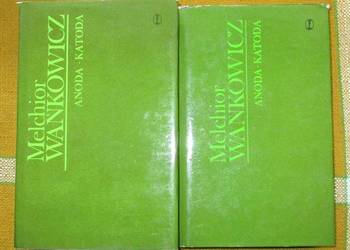 Melchior
WAŃKOWICZ
ANODA - KATODA
Melchior
WAŃKOWICZ
ANODA - KATODA